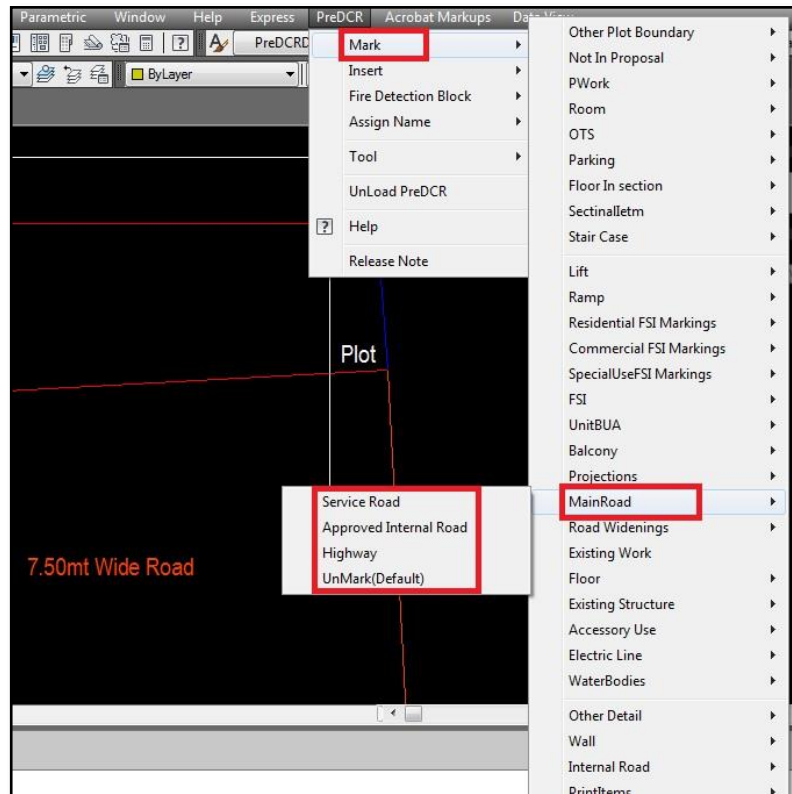 Parametric Window Help Express PreDCR Acrobat Markups
ByLayer
Mark
Insert
Fire Detection Block
Assign Name
Tool
UnLoad PreDCR
? Help
Release Note
Other Plot Boundary
Not In Proposal
PWork
Room
OTS
Parking
Floor In section
SectinalIetm
Stair Case
Lift
Ramp
Residential FSI Markings
Commercial FSI Markings
SpecialUseFSI Markings
FSI
UnitBUA
Balcony
Projections
MainRoad
Road Widenings
Existing Work
Floor
Existing Structure
Accessory Use
Electric Line
WaterBodies
Other Detail
Wall
Internal Road
PrintItems
Service Road
Approved Internal Road
Highway
UnMark(Default)
Plot
7.50mt Wide Road